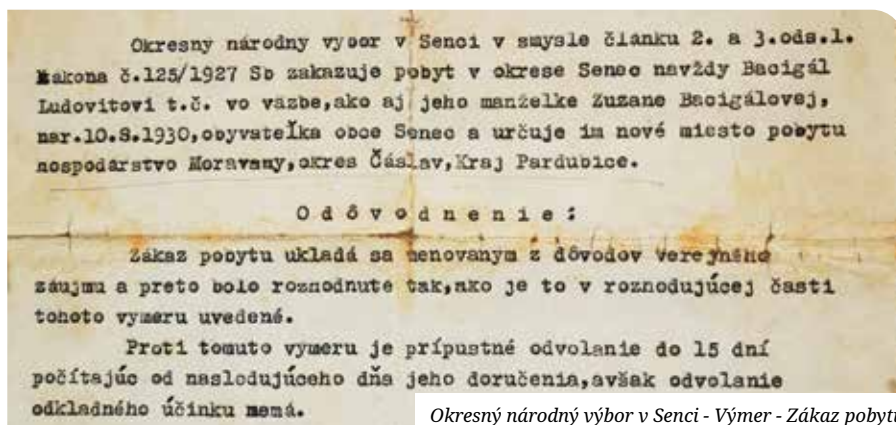 Okresny národny vybor v Senci v smysle článku 2. a 3.ods.1.
zakona č.125/1927 Sb zakazuje pobyt v okrese Senec navždy Bacigál
Ludovitovi t.č. vo vazbe,ako aj jeho manželke Zuzane Bacigálovej,
nar.10.8.1930,obyvateľka obce Senec a určuje im nové miesto pobytu
hospodarstvo Moravany,okres Čáslav,Kraj Pardubice.
O d ô v o d n e n i e :
Zákaz pobytu ukladá sa menovanym z dôvodov verejného
záujmu a preto bolo rozhodnute tak,ako je to v rozhodujúcej časti
tohoto vymeru uvedené.
Proti tomuto vymeru je prípustné odvolanie do 15 dní
počítajúc od nasledujúceho dňa jeho doručenia,avšak odvolanie
odkladného účinku nemá.
Okresný národný výbor v Senci - Výmer - Zákaz pobytu